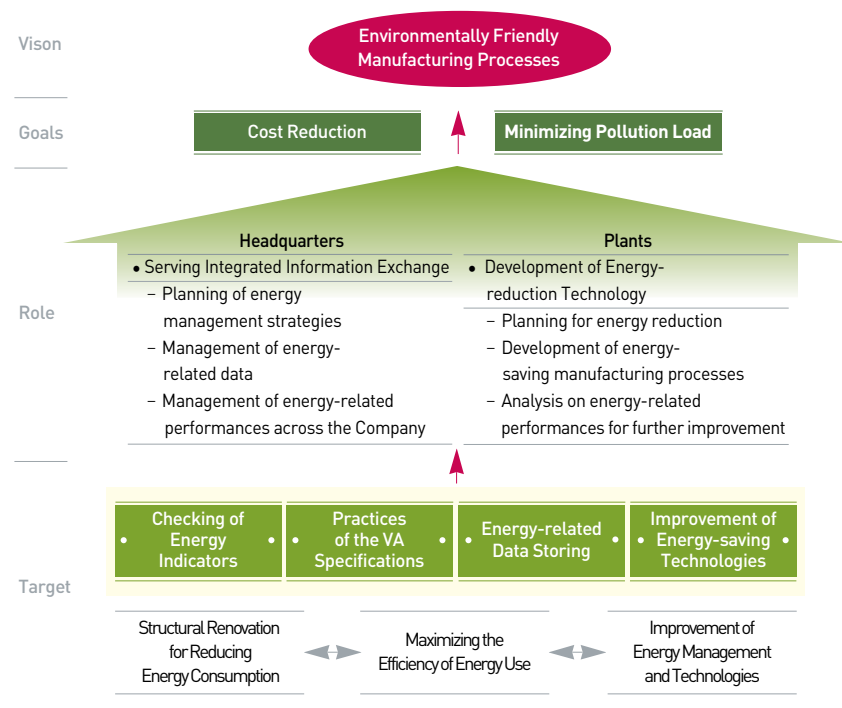 Vison
Environmentally Friendly
Manufacturing Processes
Goals
Cost Reduction
Minimizing Pollution Load
Role
Headquarters
• Serving Integrated Information Exchange
– Planning of energy
management strategies
– Management of energy-
related data
– Management of energy-related
performances across the Company
Plants
• Development of Energy-
reduction Technology
– Planning for energy reduction
– Development of energy-
saving manufacturing processes
– Analysis on energy-related
performances for further improvement
Target
Checking of
Energy
Indicators
Practices
of the VA
Specifications
Energy-related
Data Storing
Improvement of
Energy-saving
Technologies
Structural Renovation
for Reducing
Energy Consumption
Maximizing the
Efficiency of Energy Use
Improvement of
Energy Management
and Technologies